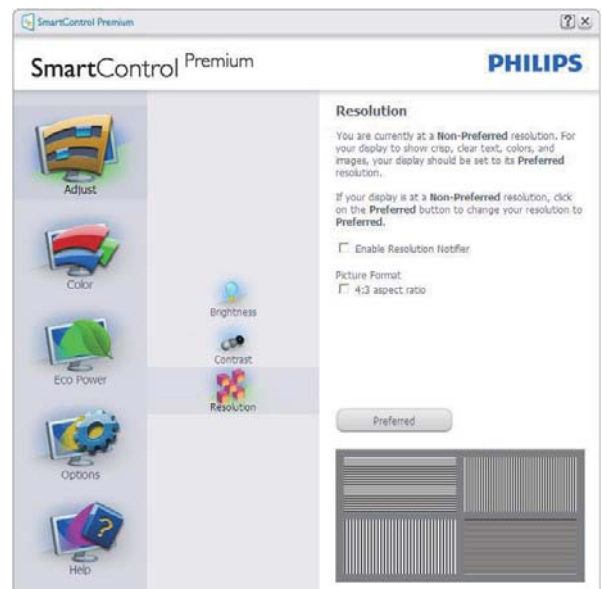 SmartControl Premium
SmartControl Premium
PHILIPS
Adjust
Color
Eco Power
Options
Help
Brightness
Contrast
Resolution
Resolution
You are currently at a Non-Preferred resolution. For
your display to show crisp, clear text, colors, and
images, your display should be set to its Preferred
resolution.
If your display is at a Non-Preferred resolution, click
on the Preferred button to change your resolution to
Preferred.
Enable Resolution Notifier
Picture Format
4:3 aspect ratio
Preferred